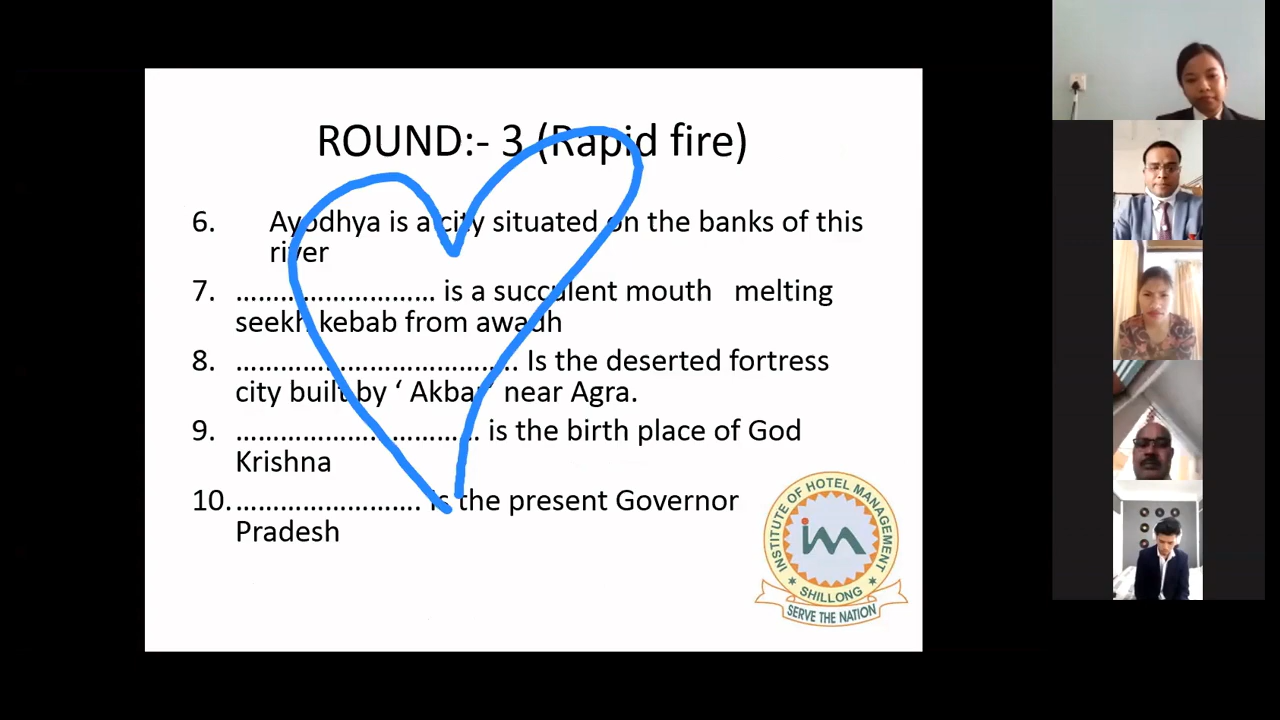 ROUND:- 3 (Rapid fire)
6. Ayodhya is a city situated on the banks of this
river
7. ........................... is a succulent mouth melting
seekh kebab from awadh
8. ...................................... Is the deserted fortress
city built by ‘ Akbar’ near Agra.
9. ................................. is the birth place of God
Krishna
10. ......................... is the present Governor
Pradesh
INSTITUTE OF HOTEL MANAGEMENT
im
SHILLONG
SERVE THE NATION